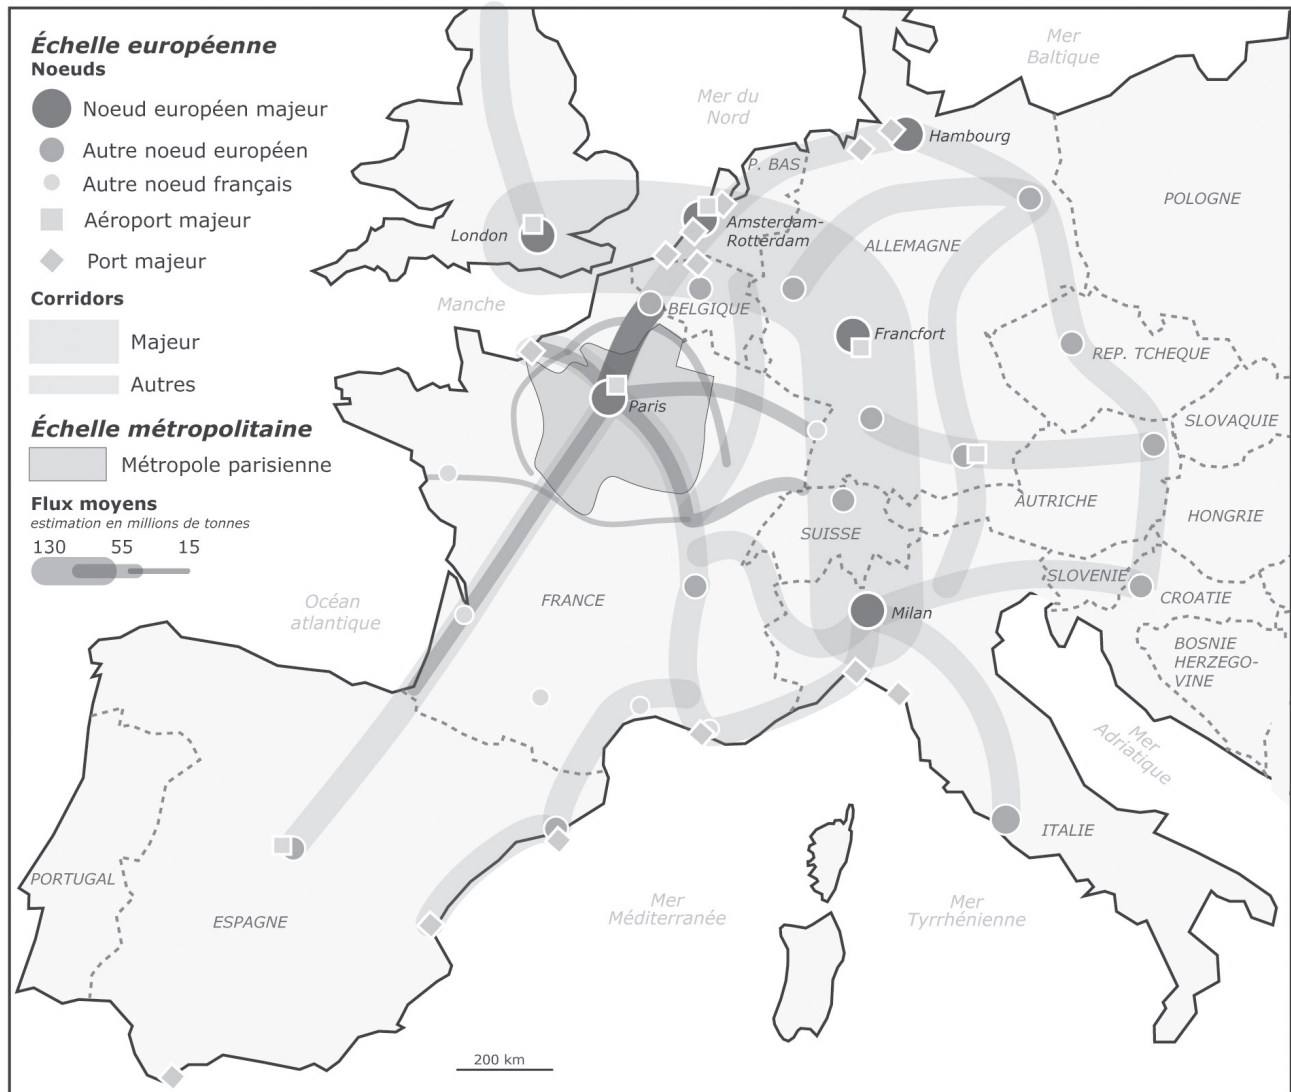 Échelle européenne
Noeuds
Noeud européen majeur
Autre noeud européen
Autre noeud français
Aéroport majeur
Port majeur
Corridors
Majeur
Autres
Échelle métropolitaine
Métropole parisienne
Flux moyens
estimation en millions de tonnes
130 55 15
Mer
Baltique
Mer du
Nord
Hambourg
P. BAS
POLOGNE
London
Amsterdam-
Rotterdam
ALLEMAGNE
Manche
BELGIQUE
Francfort
REP. TCHEQUE
Paris
SLOVAQUIE
AUTRICHE
HONGRIE
SUISSE
SLOVENIE
CROATIE
Océan
atlantique
FRANCE
Milan
BOSNIE
HERZEGO-
VINE
Mer
Adriatique
ITALIE
PORTUGAL
ESPAGNE
Mer
Méditerranée
Mer
Tyrrhénienne
200 km